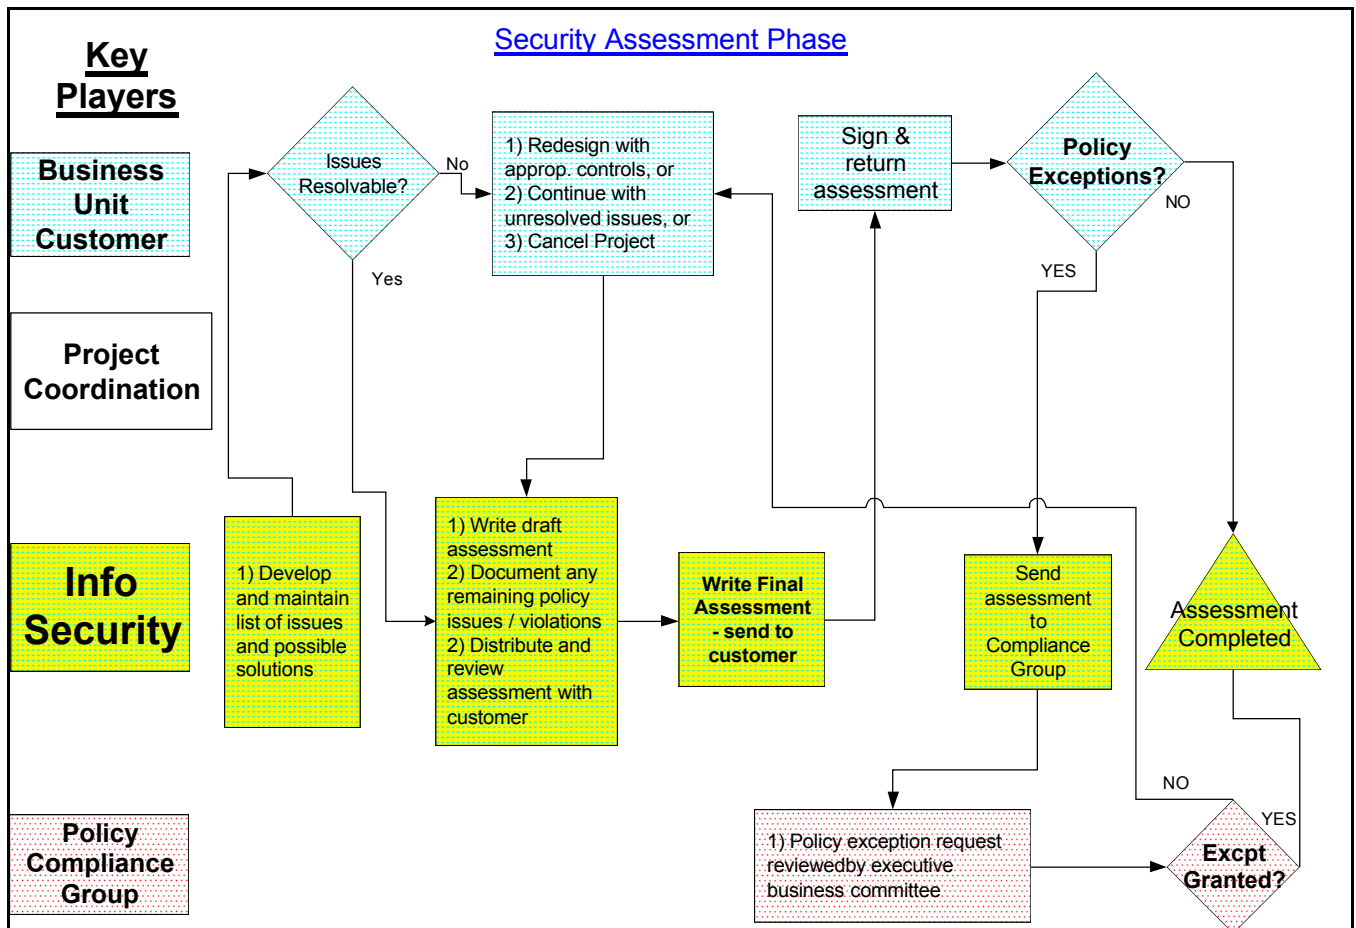 Security Assessment Phase
Key
Players
Business
Unit
Customer
Issues
Resolvable?
No
Yes
1) Redesign with
approp. controls, or
2) Continue with
unresolved issues, or
3) Cancel Project
Sign &
return
assessment
Policy
Exceptions?
NO
YES
Project
Coordination
Info
Security
1) Develop
and maintain
list of issues
and possible
solutions
1) Write draft
assessment
2) Document any
remaining policy
issues / violations
2) Distribute and
review
assessment with
customer
Write Final
Assessment
- send to
customer
Send
assessment
to
Compliance
Group
Assessment
Completed
Policy
Compliance
Group
1) Policy exception request
reviewedby executive
business committee
NO
YES
Excpt
Granted?